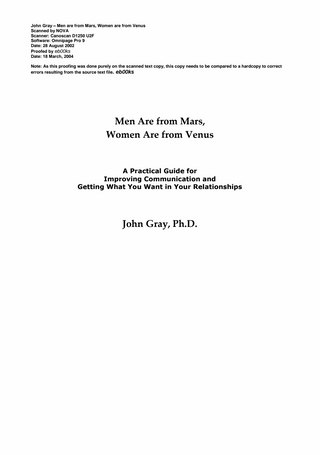 John Gray – Men are from Mars, Women are from Venus
Scanned by NOVA
Scanner: Canoscan D1250 U2F
Software: Omnipage Pro 9
Date: 28 August 2002
Proofed by eb00ks
Date: 18 March, 2004
Note: As this proofing was done purely on the scanned text copy, this copy needs to be compared to a hardcopy to correct
errors resulting from the source text file. eb00ks
Men Are from Mars,
Women Are from Venus
A Practical Guide for
Improving Communication and
Getting What You Want in Your Relationships
John Gray, Ph.D.